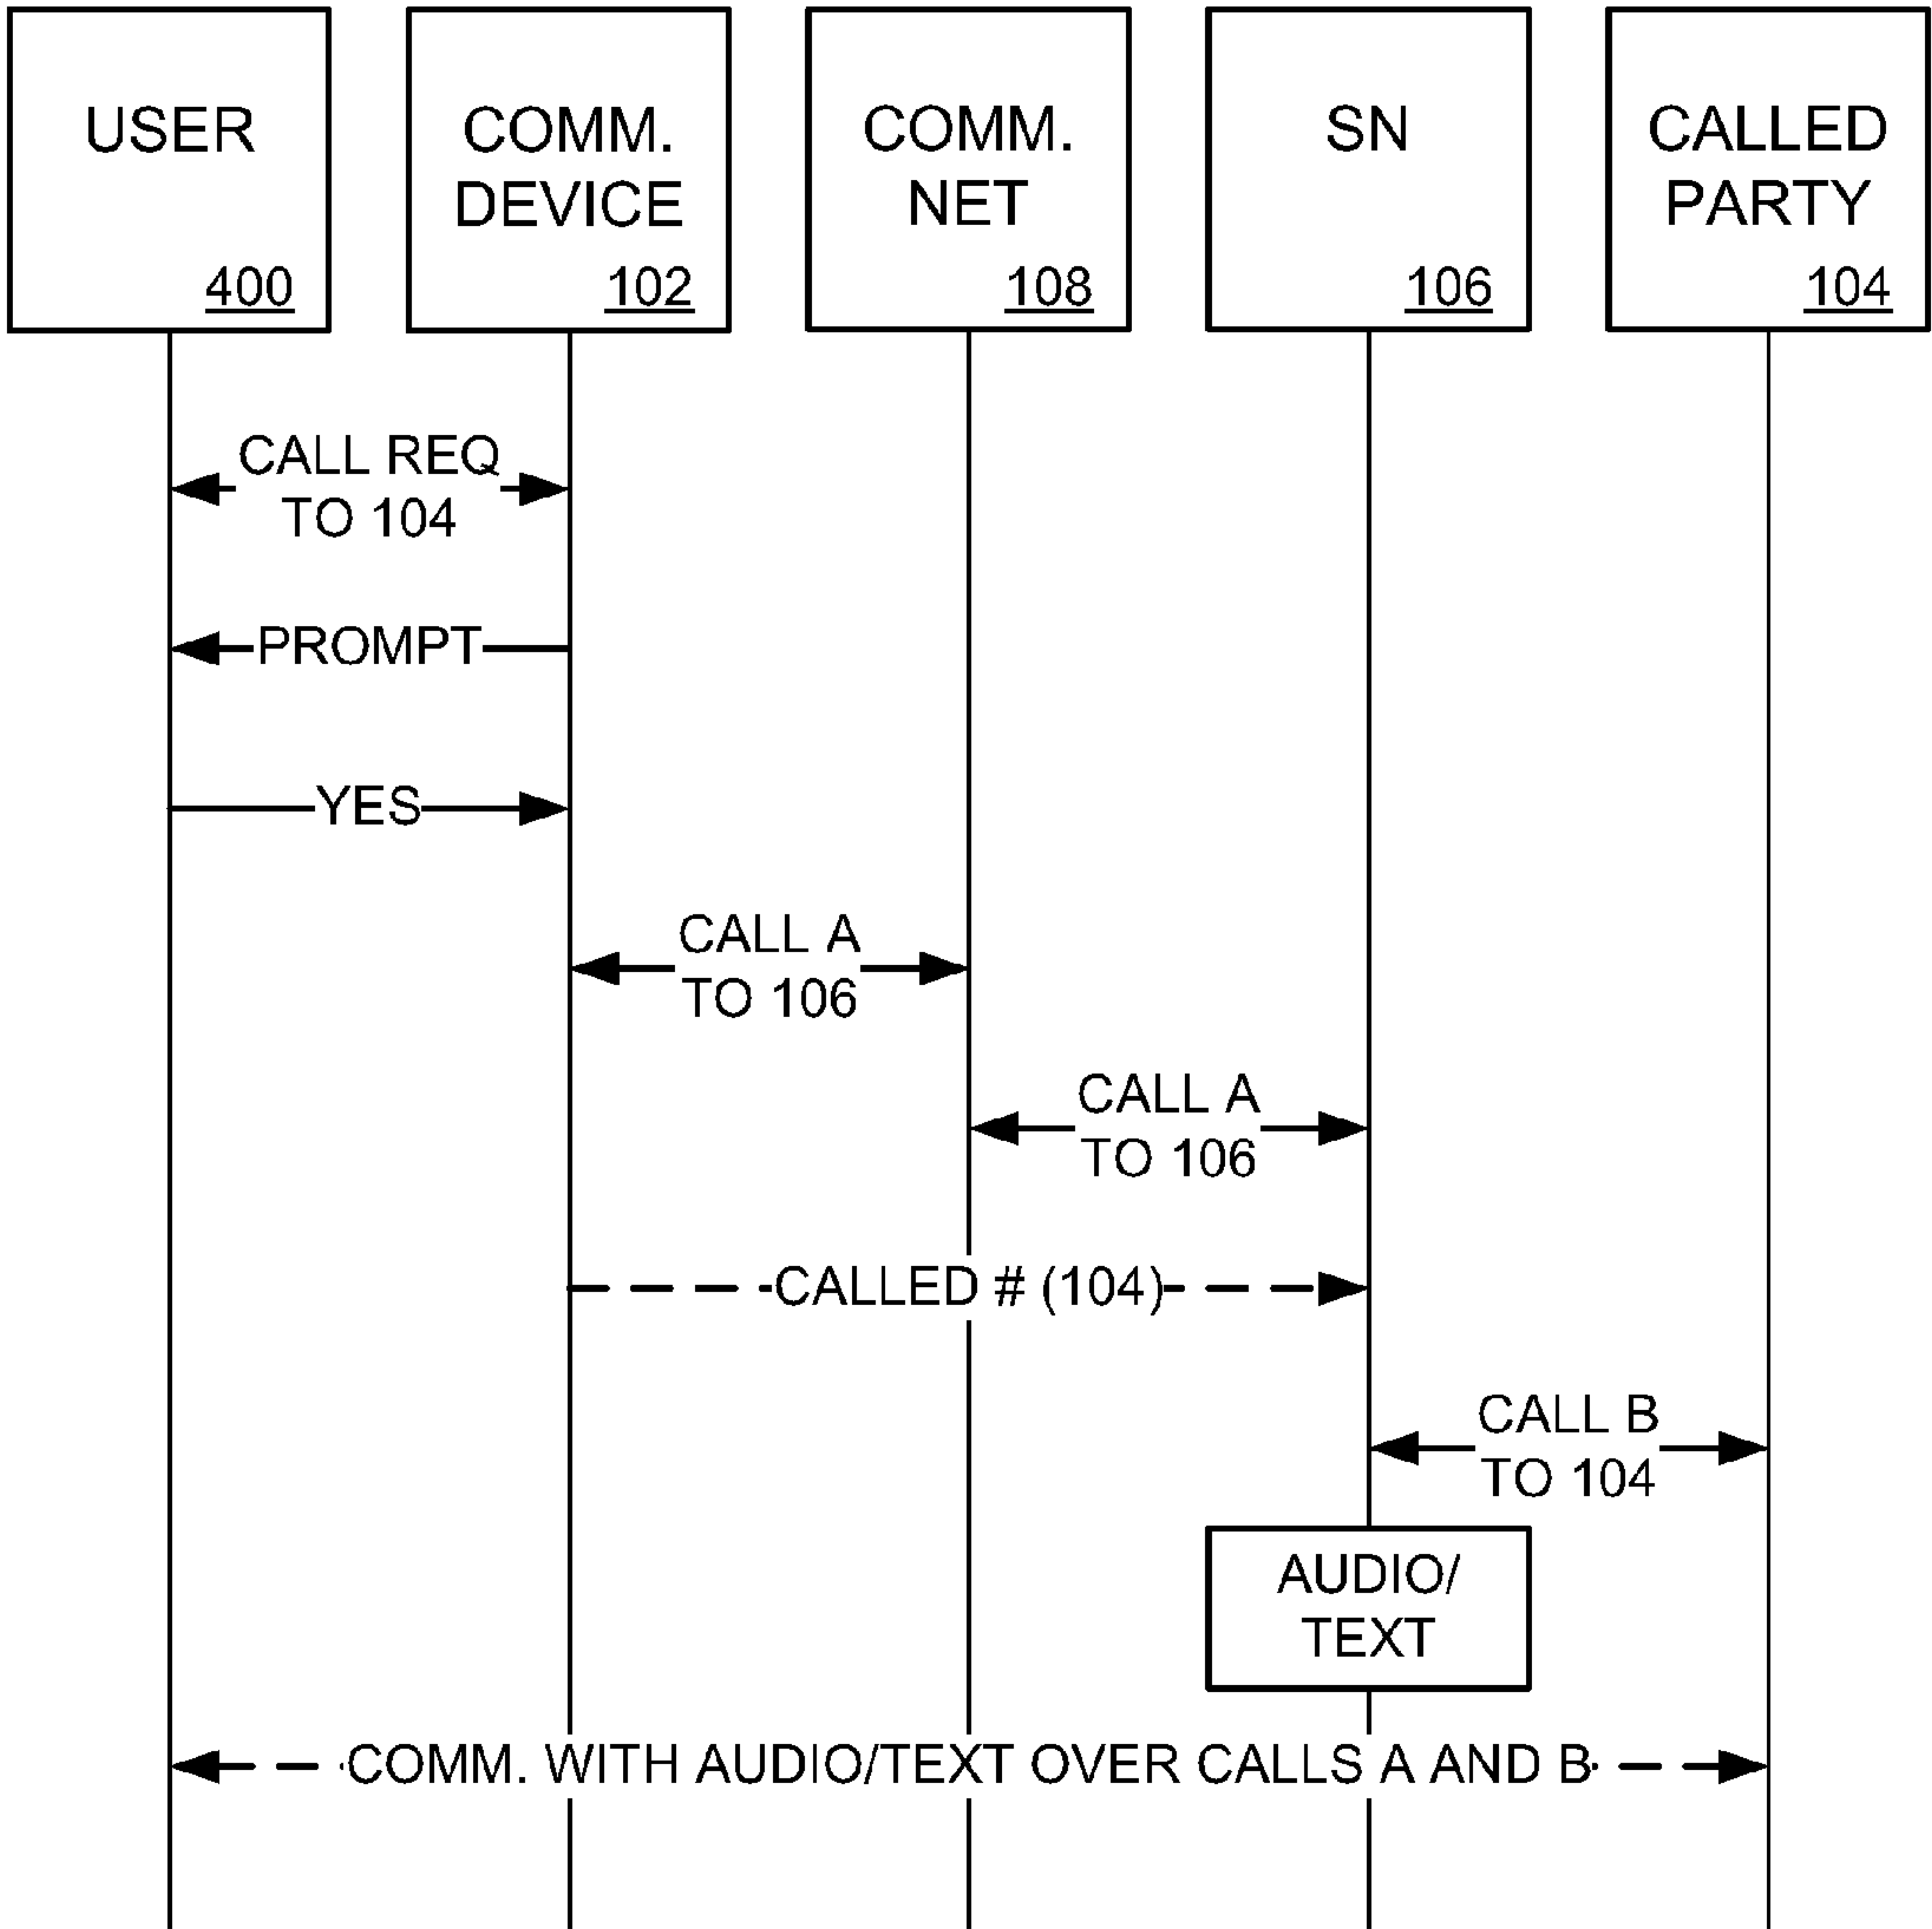 USER
400
COMM.
DEVICE
102
COMM.
NET
108
SN
106
CALLED
PARTY
104
CALL REQ
TO 104
PROMPT
YES
CALL A
TO 106
CALL A
TO 106
CALLED # (104)
CALL B
TO 104
AUDIO/
TEXT
COMM. WITH AUDIO/TEXT OVER CALLS A AND B